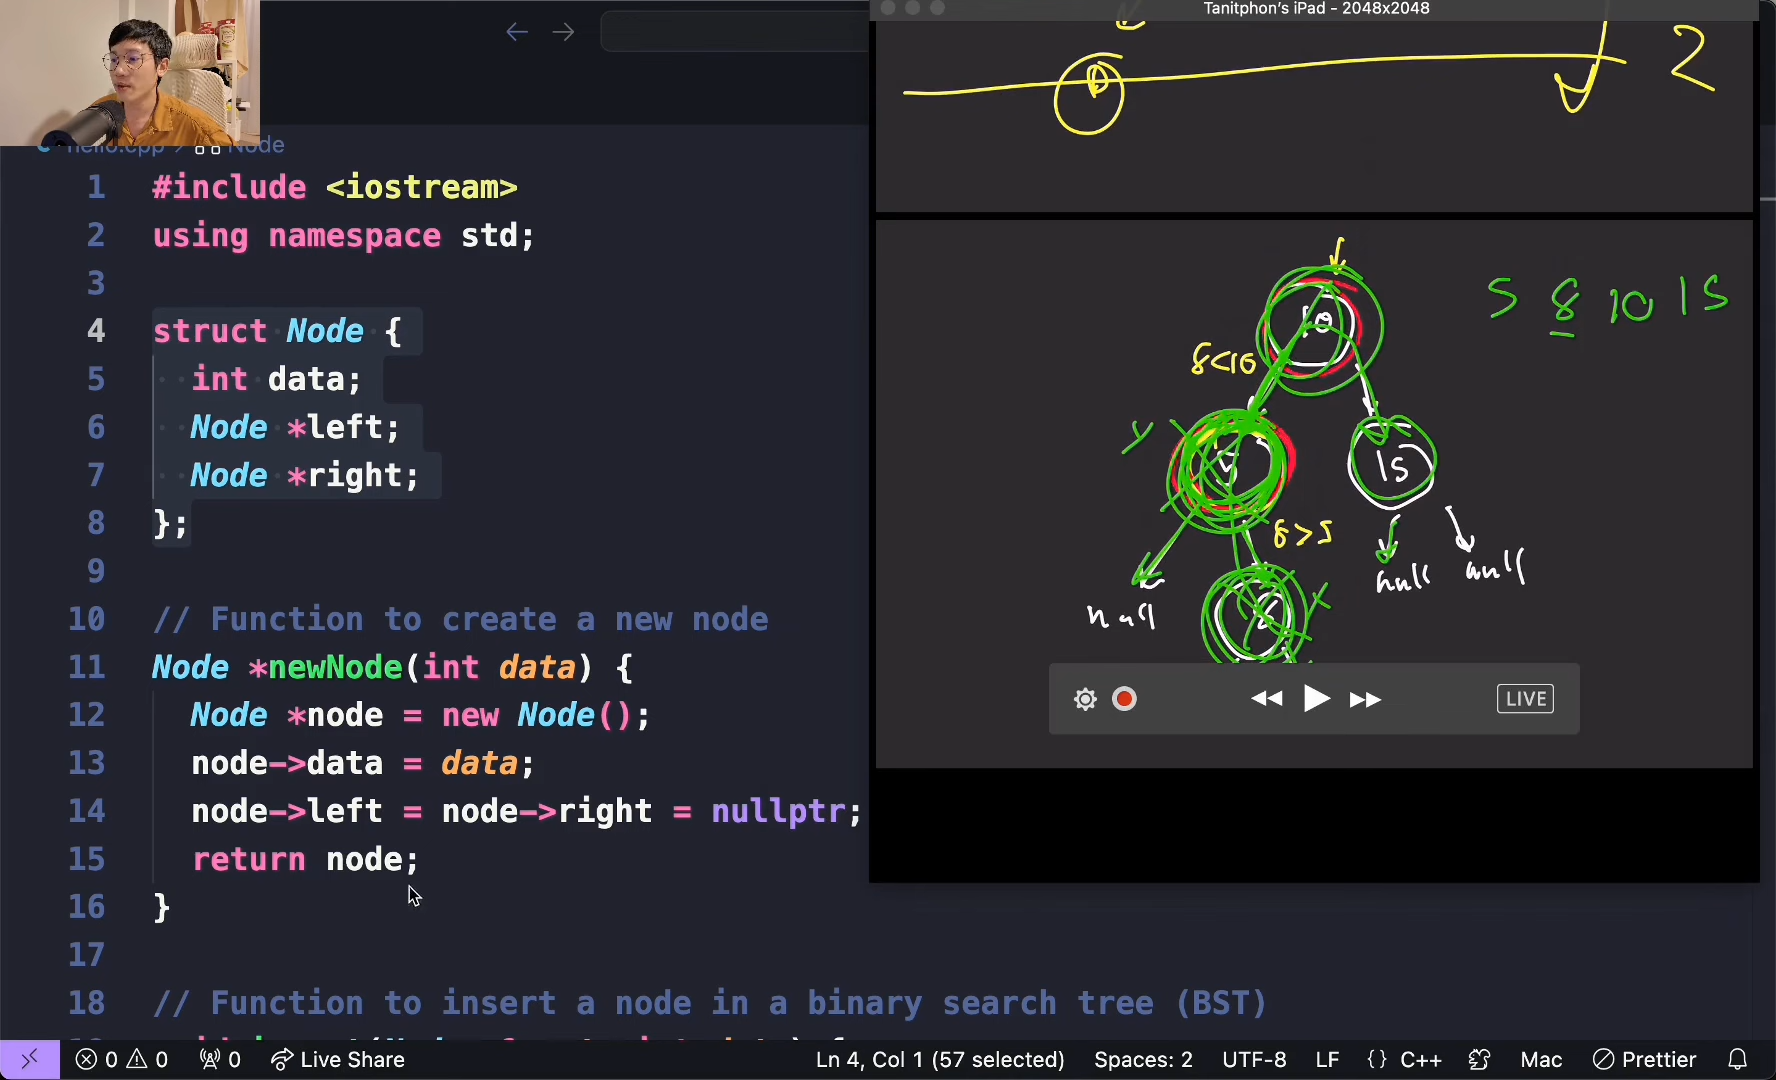 Tanitphon's iPad - 2048x2048
2
hello.cpp > Node
1 #include <iostream>
2 using namespace std;
3
4 struct Node {
5 int data;
6 Node *left;
7 Node *right;
8 };
9
10 // Function to create a new node
11 Node *newNode(int data) {
12 Node *node = new Node();
13 node->data = data;
14 node->left = node->right = nullptr;
15 return node;
16 }
17
18 // Function to insert a node in a binary search tree (BST)
5 8 10 15
10
8<10
5
15
8>5
null
null
null
8
LIVE
0 0 0 Live Share Ln 4, Col 1 (57 selected) Spaces: 2 UTF-8 LF {} C++ Mac Prettier